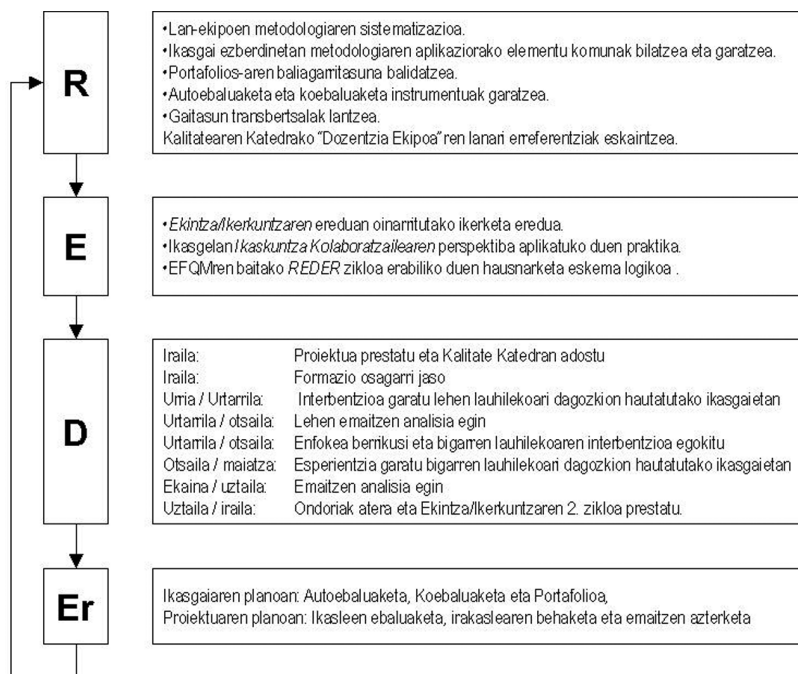 R
•Lan-ekipoen metodologiaren sistematizazioa.
•Ikasgai ezberdinetan metodologiaren aplikaziorako elementu komunak bilatzea eta garatzea.
•Portafolios-aren baliagarritasuna balidatzea.
•Autoebaluaketa eta koebaluaketa instrumentuak garatzea.
•Gaitasun transbertsalak lantzea.
Kalitatearen Katedrako “Dozentzia Ekipoa”ren lanari erreferentziak eskaintzea.
E
•Ekintza/Ikerkuntzaren ereduan oinarritutako ikerketa eredua.
•Ikasgelan Ikaskuntza Kolaboratzailearen perspektiba aplikatuko duen praktika.
•EFQMren baitako REDER zikloa erabiliko duen hausnarketa eskema logikoa .
D
Iraila: Proiektua prestatu eta Kalitate Katedran adostu
Iraila: Formazio osagarri jaso
Urria / Urtarrila: Interbentzioa garatu lehen lauhilekoari dagozkion hautatutako ikasgaietan
Urtarrila / otsaila: Lehen emaitzen analisia egin
Urtarrila / otsaila: Enfokea berrikusi eta bigarren lauhilekoaren interbentzioa egokitu
Otsaila / maiatza: Esperientzia garatu bigarren lauhilekoari dagozkion hautatutako ikasgaietan
Ekaina / uztaila: Emaitzen analisia egin
Uztaila / iraila: Ondoriak atera eta Ekintza/Ikerkuntzaren 2. zikloa prestatu.
Er
Ikasgaiaren planoan: Autoebaluaketa, Koebaluaketa eta Portafolioa,
Proiektuaren planoan: Ikasleen ebaluaketa, irakaslearen behaketa eta emaitzen azterketa